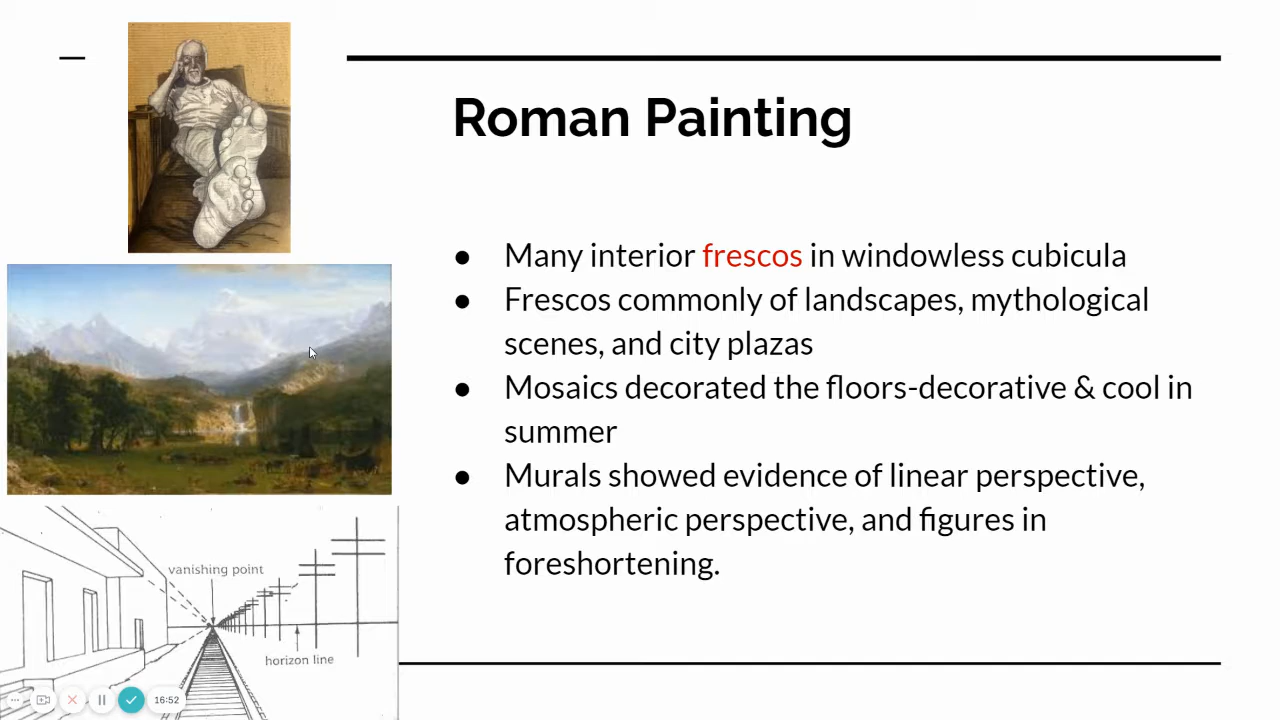 Roman Painting
● Many interior frescos in windowless cubicula
● Frescos commonly of landscapes, mythological
scenes, and city plazas
● Mosaics decorated the floors-decorative & cool in
summer
● Murals showed evidence of linear perspective,
atmospheric perspective, and figures in
foreshortening.
vanishing point
horizon line
16:52